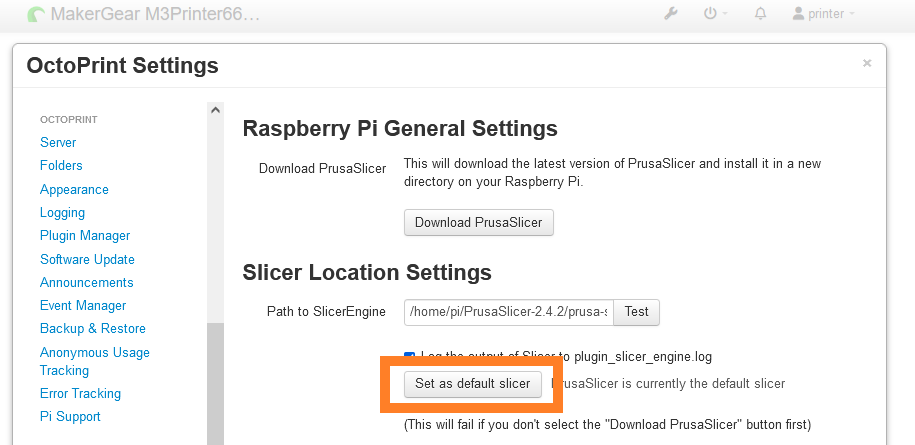 MakerGear M3Printer66…
printer
OctoPrint Settings
×
OCTOPRINT
Server
Folders
Appearance
Logging
Plugin Manager
Software Update
Announcements
Event Manager
Backup & Restore
Anonymous Usage
Tracking
Error Tracking
Pi Support
Raspberry Pi General Settings
Download PrusaSlicer
This will download the latest version of PrusaSlicer and install it in a new
directory on your Raspberry Pi.
Download PrusaSlicer
Slicer Location Settings
Path to SlicerEngine
/home/pi/PrusaSlicer-2.4.2/prusa-s
Test
Log the output of Slicer to plugin_slicer_engine.log
Set as default slicer
PrusaSlicer is currently the default slicer
(This will fail if you don't select the "Download PrusaSlicer" button first)